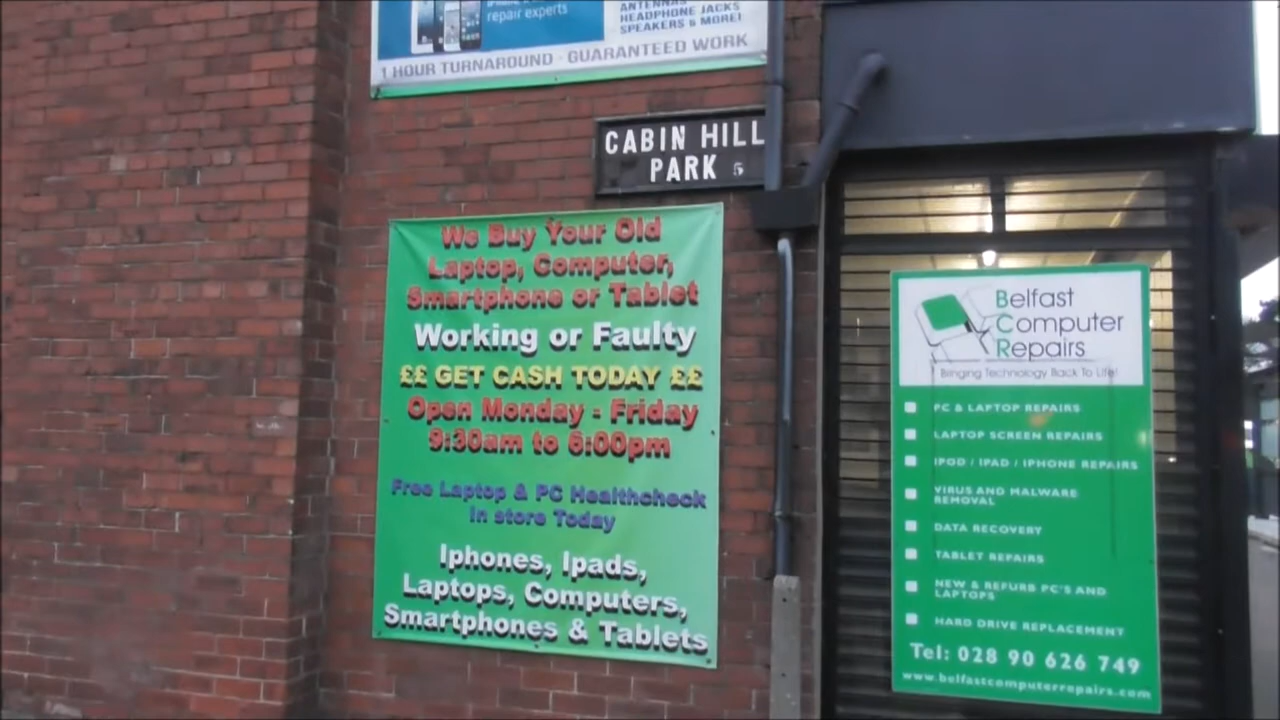 repair experts
ANTENNAS
HEADPHONE JACKS
SPEAKERS & MORE!
1 HOUR TURNAROUND - GUARANTEED WORK
CABIN HILL
PARK 5
We Buy Your Old
Laptop, Computer,
Smartphone or Tablet
Working or Faulty
££ GET CASH TODAY ££
Open Monday - Friday
9:30am to 6:00pm
Free Laptop & PC Healthcheck
In store Today
Iphones, Ipads,
Laptops, Computers,
Smartphones & Tablets
Belfast
Computer
Repairs
Bringing Technology Back To Life!
PC & LAPTOP REPAIRS
LAPTOP SCREEN REPAIRS
IPOD / IPAD / IPHONE REPAIRS
VIRUS AND MALWARE
REMOVAL
DATA RECOVERY
TABLET REPAIRS
NEW & REFURB PC'S AND
LAPTOPS
HARD DRIVE REPLACEMENT
Tel: 028 90 626 749
www.belfastcomputerrepairs.com